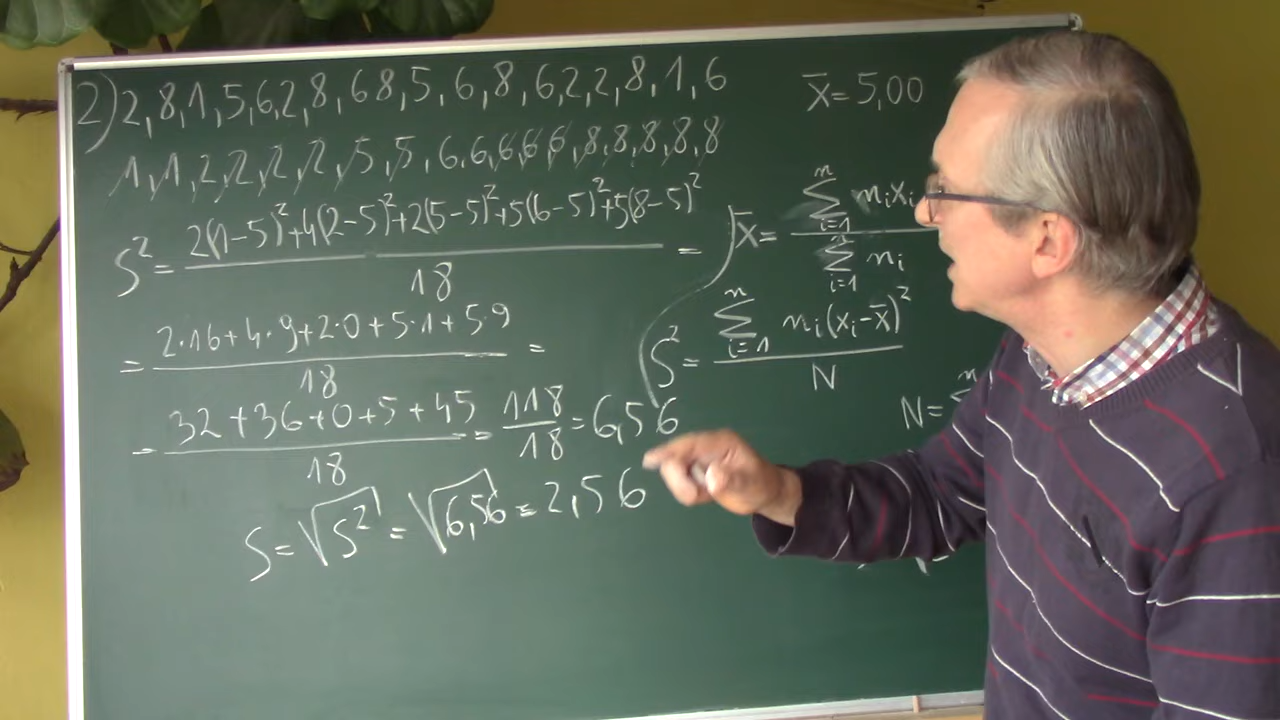 2) 2,8,1,5,6,2,8,68,5,6,8,6,2,2,8,1,6
1,1,2,2,2,2,5,5,6,6,6,6,6,8,8,8,8,8
S² = 2(1-5)²+4(2-5)²+2(5-5)²+5(6-5)²+5(8-5)² / 18 =
= 2·16+4·9+2·0+5·1+5·9 / 18 =
= 32+36+0+5+45 / 18 = 118/18 = 6,56
S = √S² = √6,56 = 2,56
x̄ = 5,00
x̄ = ∑ i=1 n nᵢxᵢ / ∑ i=1 n nᵢ
S² = ∑ i=1 n nᵢ(xᵢ-x̄)² / N
N =